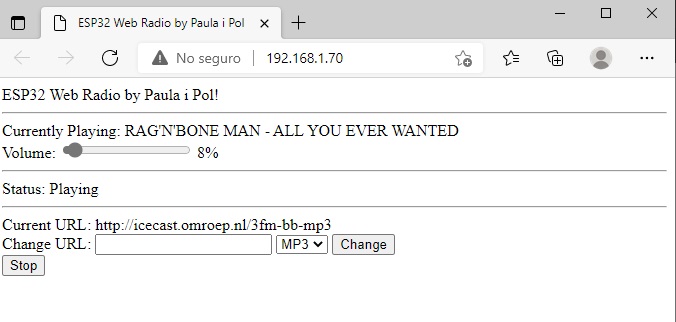 ESP32 Web Radio by Paula i Pol
No seguro 192.168.1.70
ESP32 Web Radio by Paula i Pol!
Currently Playing: RAG'N'BONE MAN - ALL YOU EVER WANTED
Volume: 8%
Status: Playing
Current URL: http://icecast.omroep.nl/3fm-bb-mp3
Change URL: MP3 Change
Stop